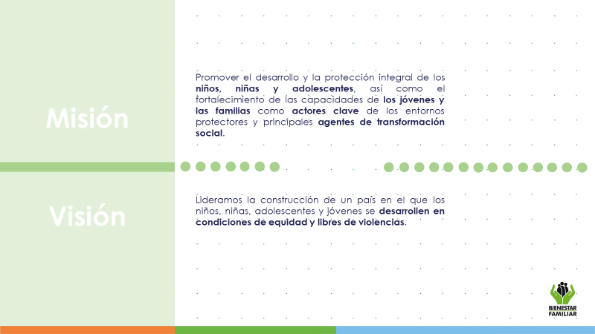 Misión
Promover el desarrollo y la protección integral de los
niños, niñas y adolescentes, así como el
fortalecimiento de las capacidades de los jóvenes y
las familias como actores clave de los entornos
protectores y principales agentes de transformación
social.
Visión
Lideramos la construcción de un país en el que los
niños, niñas, adolescentes y jóvenes se desarrollen en
condiciones de equidad y libres de violencias.
BIENESTAR
FAMILIAR